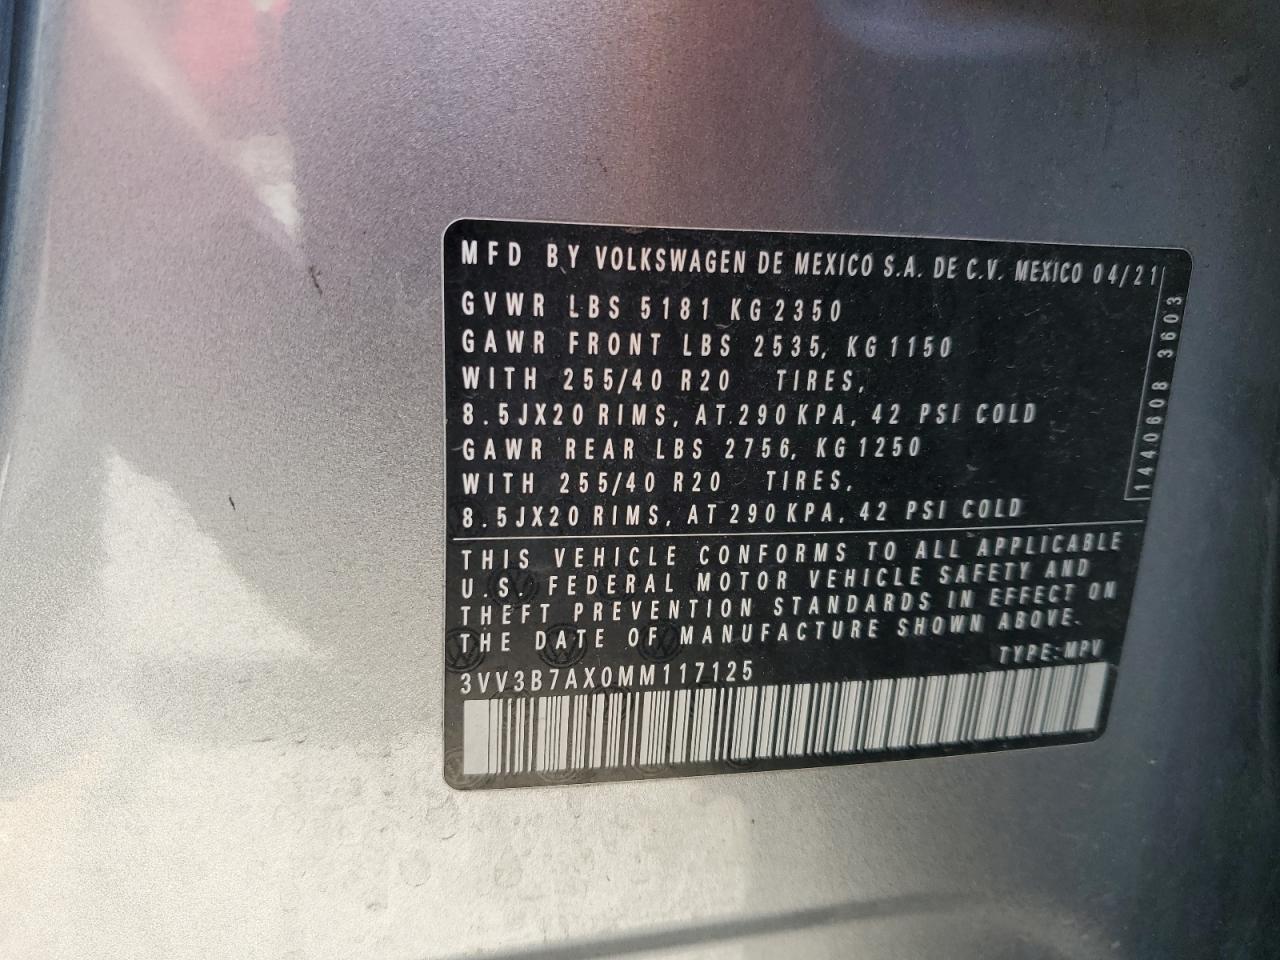 MFD BY VOLKSWAGEN DE MEXICO S.A. DE C.V. MEXICO 04/21
GVWR LBS 5181 KG 2350
GAWR FRONT LBS 2535, KG 1150
WITH 255/40 R20 TIRES,
8.5JX20 RIMS, AT 290 KPA, 42 PSI COLD
GAWR REAR LBS 2756, KG 1250
WITH 255/40 R20 TIRES,
8.5JX20 RIMS, AT 290 KPA, 42 PSI COLD
1440608 3603
THIS VEHICLE CONFORMS TO ALL APPLICABLE
U.S. FEDERAL MOTOR VEHICLE SAFETY AND
THEFT PREVENTION STANDARDS IN EFFECT ON
THE DATE OF MANUFACTURE SHOWN ABOVE.
TYPE: MPV
3VV3B7AX0MM117125